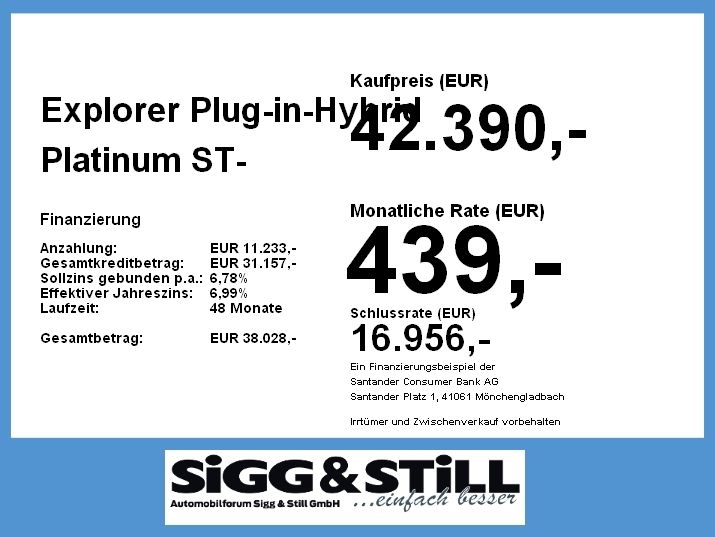 Explorer Plug-in-Hybrid
Platinum ST-
Kaufpreis (EUR)
42.390,-
Finanzierung
Anzahlung: EUR 11.233,-
Gesamtkreditbetrag: EUR 31.157,-
Sollzins gebunden p.a.: 6,78%
Effektiver Jahreszins: 6,99%
Laufzeit: 48 Monate
Gesamtbetrag: EUR 38.028,-
Monatliche Rate (EUR)
439,-
Schlussrate (EUR)
16.956,-
Ein Finanzierungsbeispiel der
Santander Consumer Bank AG
Santander Platz 1, 41061 Mönchengladbach
Irrtümer und Zwischenverkauf vorbehalten
SiGG & STiLL
Automobilforum Sigg & Still GmbH ...einfach besser